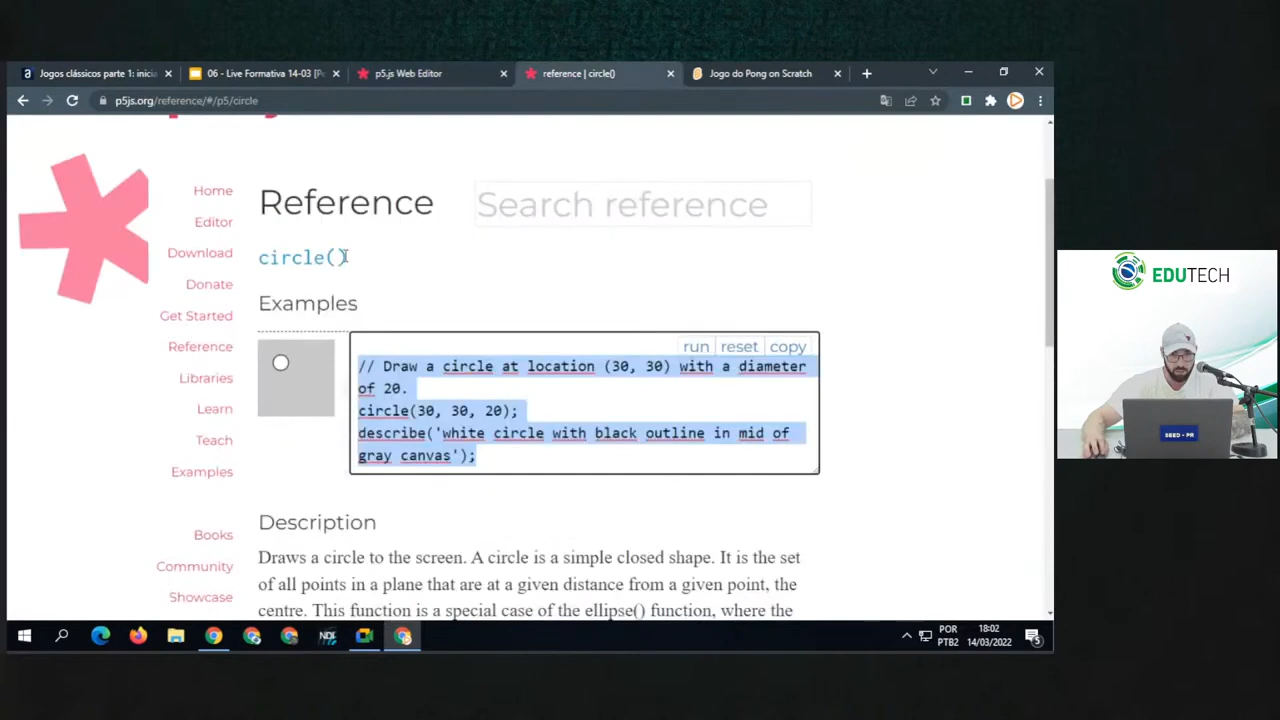 Jogos clássicos parte 1: inicia
06 - Live Formativa 14-03 [P
p5.js Web Editor
reference | circle()
Jogo do Pong on Scratch
p5js.org/reference/#/p5/circle
Home
Editor
Download
Donate
Get Started
Reference
Libraries
Learn
Teach
Examples
Books
Community
Showcase
Reference
Search reference
circle()
Examples
run
reset
copy
// Draw a circle at location (30, 30) with a diameter
of 20.
circle(30, 30, 20);
describe('white circle with black outline in mid of
gray canvas');
Description
Draws a circle to the screen. A circle is a simple closed shape. It is the set
of all points in a plane that are at a given distance from a given point, the
centre. This function is a special case of the ellipse() function, where the
EDUTECH
SEED - PR
POR
PTB2
18:02
14/03/2022
5